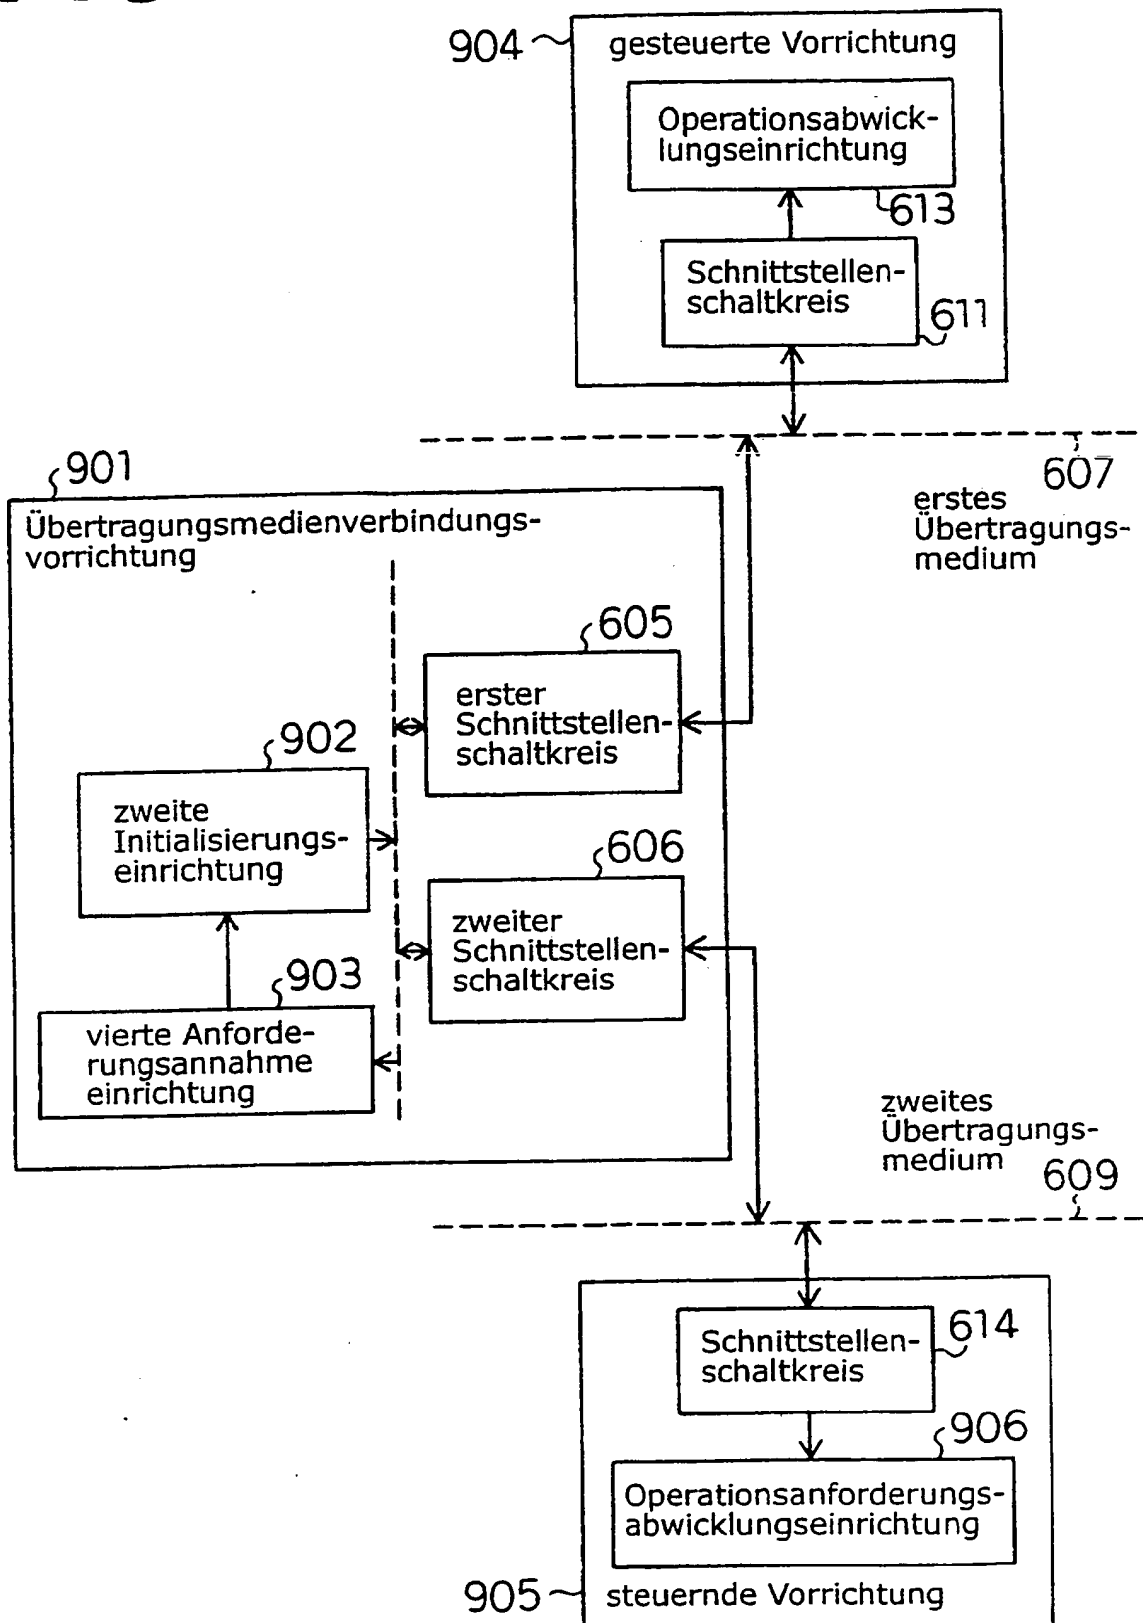 904
gesteuerte Vorrichtung
Operationsabwick-
lungseinrichtung
613
Schnittstellen-
schaltkreis
611
607
erstes
Übertragungs-
medium
901
Übertragungsmedienverbindungs-
vorrichtung
605
erster
Schnittstellen-
schaltkreis
902
zweite
Initialisierungs-
einrichtung
606
zweiter
Schnittstellen-
schaltkreis
903
vierte Anforde-
rungsannahme
einrichtung
zweites
Übertragungs-
medium
609
Schnittstellen-
schaltkreis
614
906
Operationsanforderungs-
abwicklungseinrichtung
905
steuernde Vorrichtung